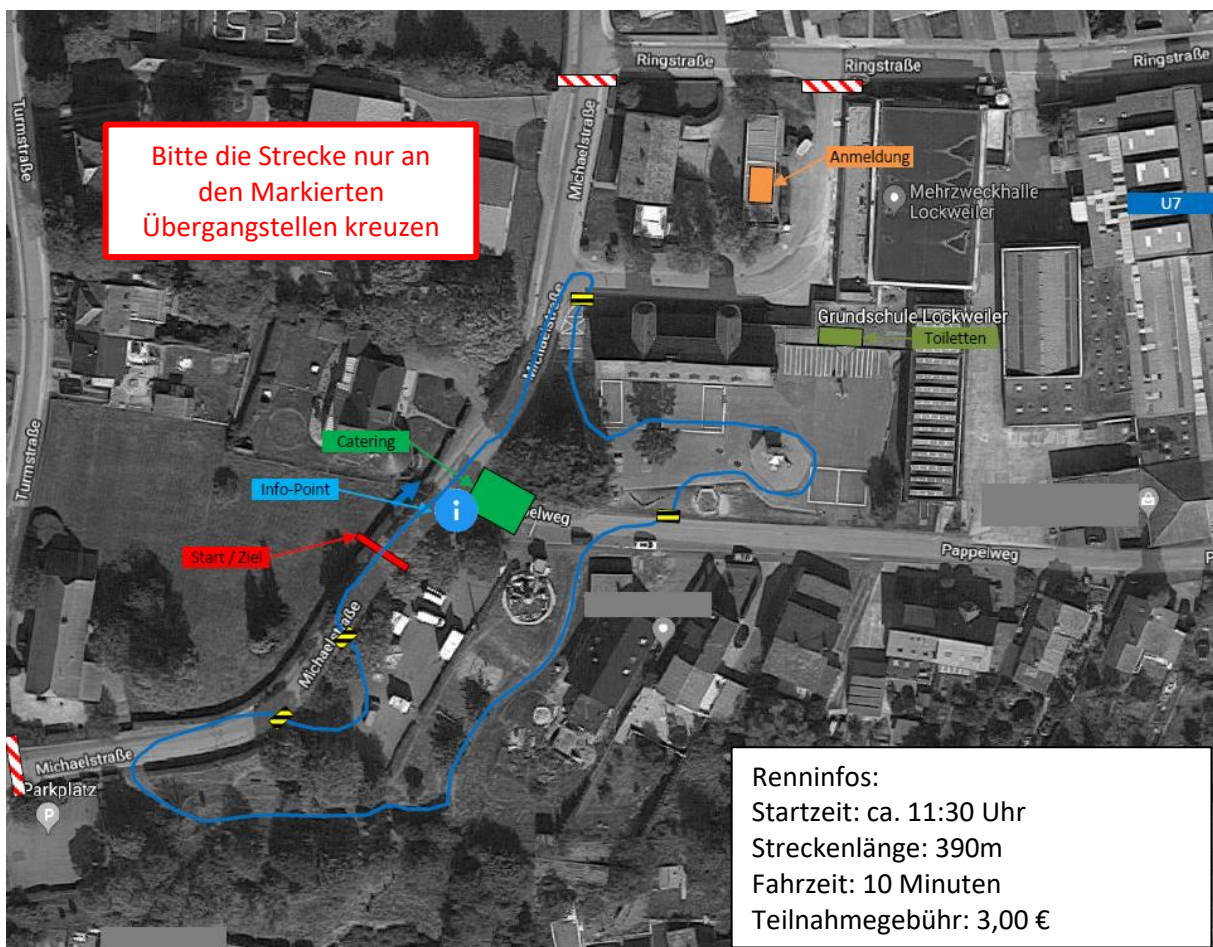 Ringstraße
Ringstraße
Ringstraße
Turmstraße
Michaelstraße
Bitte die Strecke nur an
den Markierten
Übergangstellen kreuzen
Anmeldung
Mehrzweckhalle
Lockweiler
U7
Michaelstraße
Grundschule Lockweiler
Toiletten
Turmstraße
Catering
Info-Point
i
pelweg
Start / Ziel
Pappelweg
P
Michaelstraße
Michaelstraße
Parkplatz
P
Renninfos:
Startzeit: ca. 11:30 Uhr
Streckenlänge: 390m
Fahrzeit: 10 Minuten
Teilnahmegebühr: 3,00 €